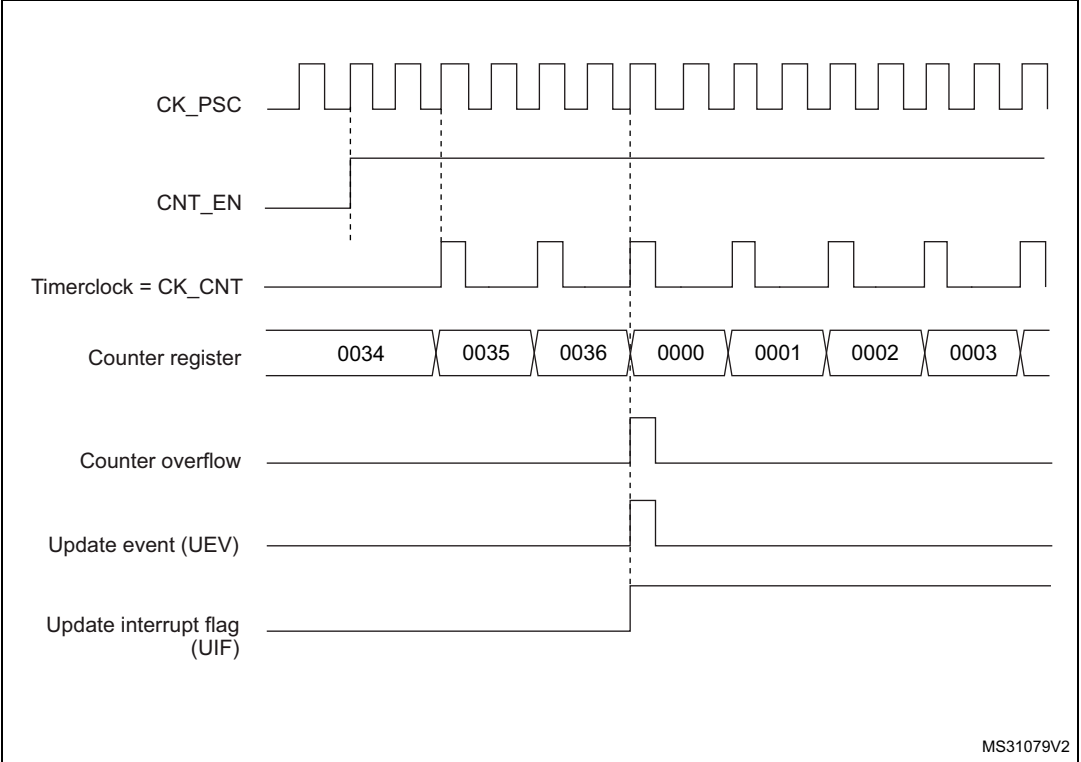 CK_PSC
CNT_EN
Timerclock = CK_CNT
Counter register
0034
0035
0036
0000
0001
0002
0003
Counter overflow
Update event (UEV)
Update interrupt flag
(UIF)
MS31079V2